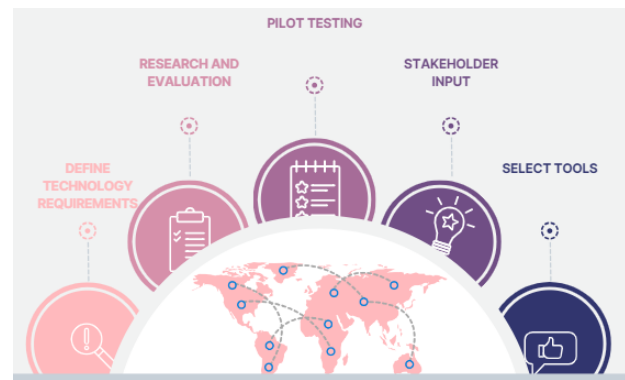 DEFINE
TECHNOLOGY
REQUIREMENTS
RESEARCH AND
EVALUATION
PILOT TESTING
STAKEHOLDER
INPUT
SELECT TOOLS